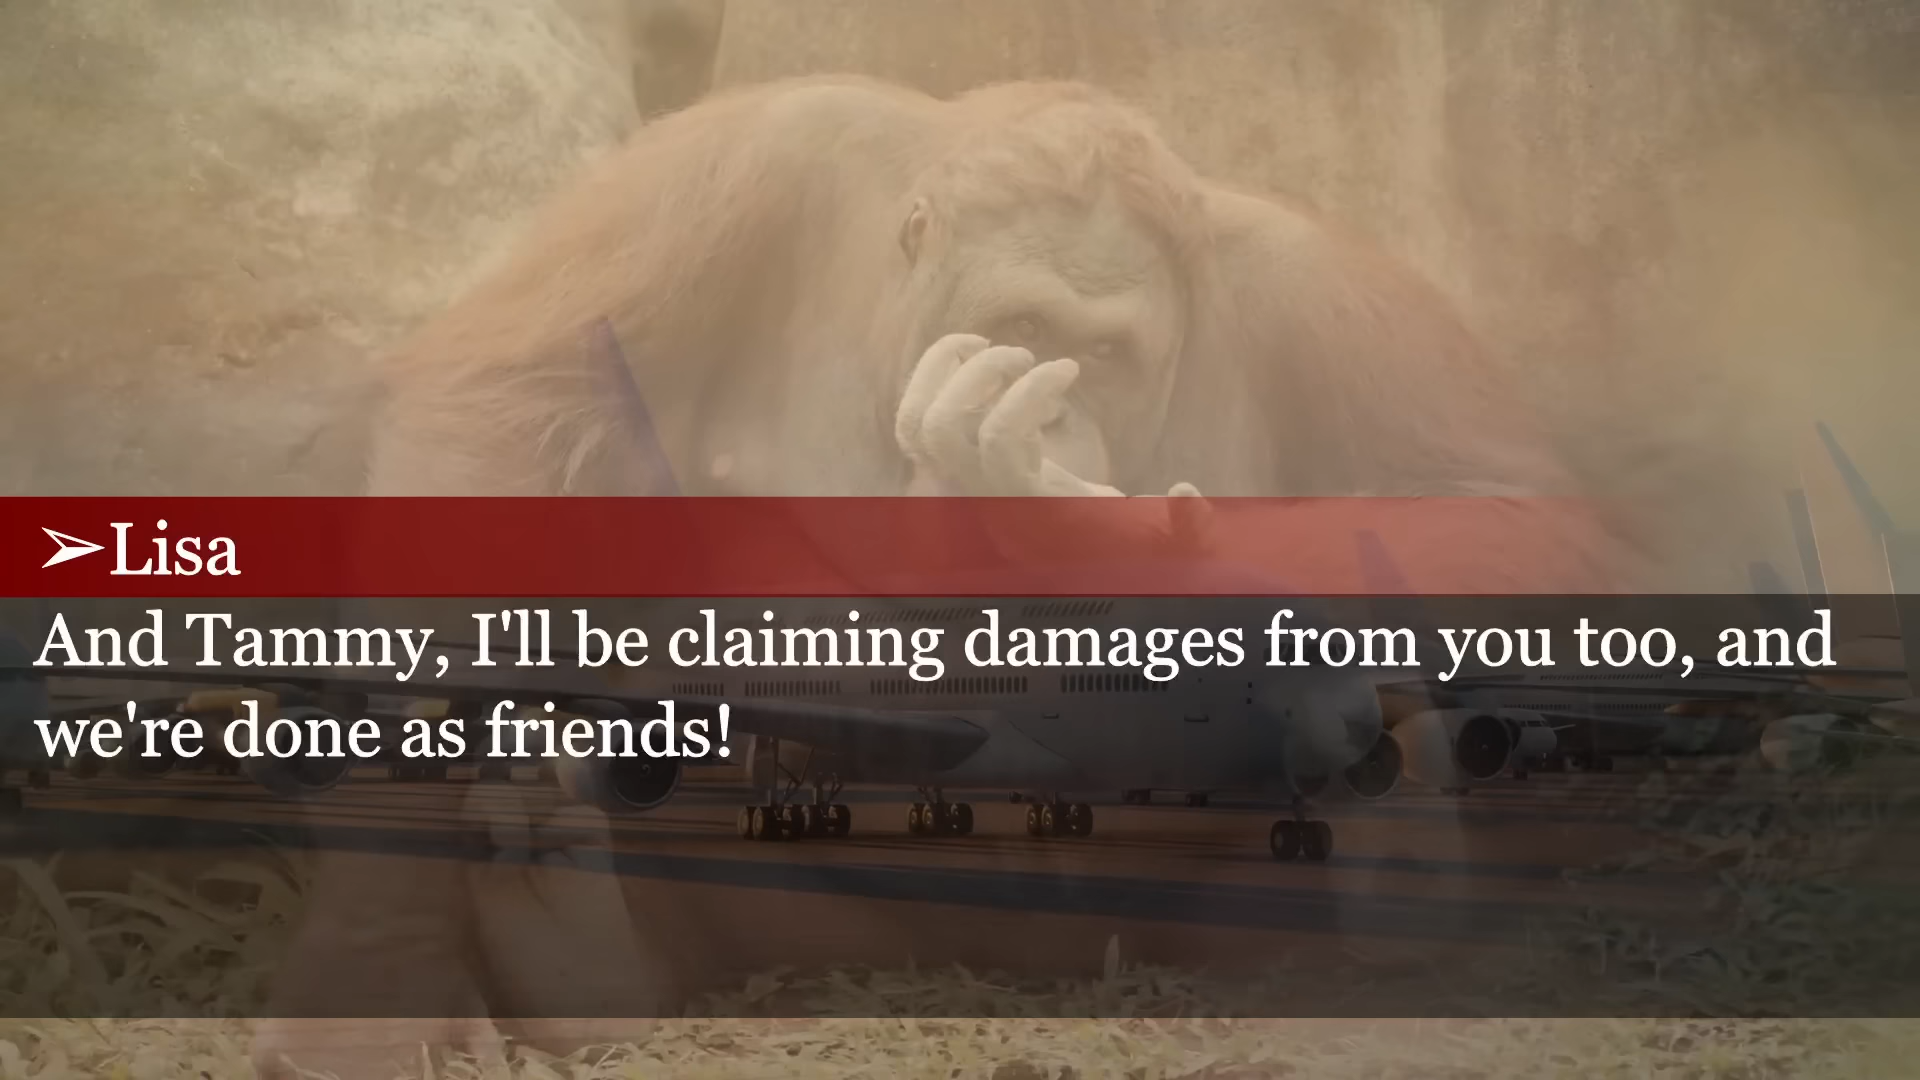 ➢Lisa
And Tammy, I'll be claiming damages from you too, and
we're done as friends!